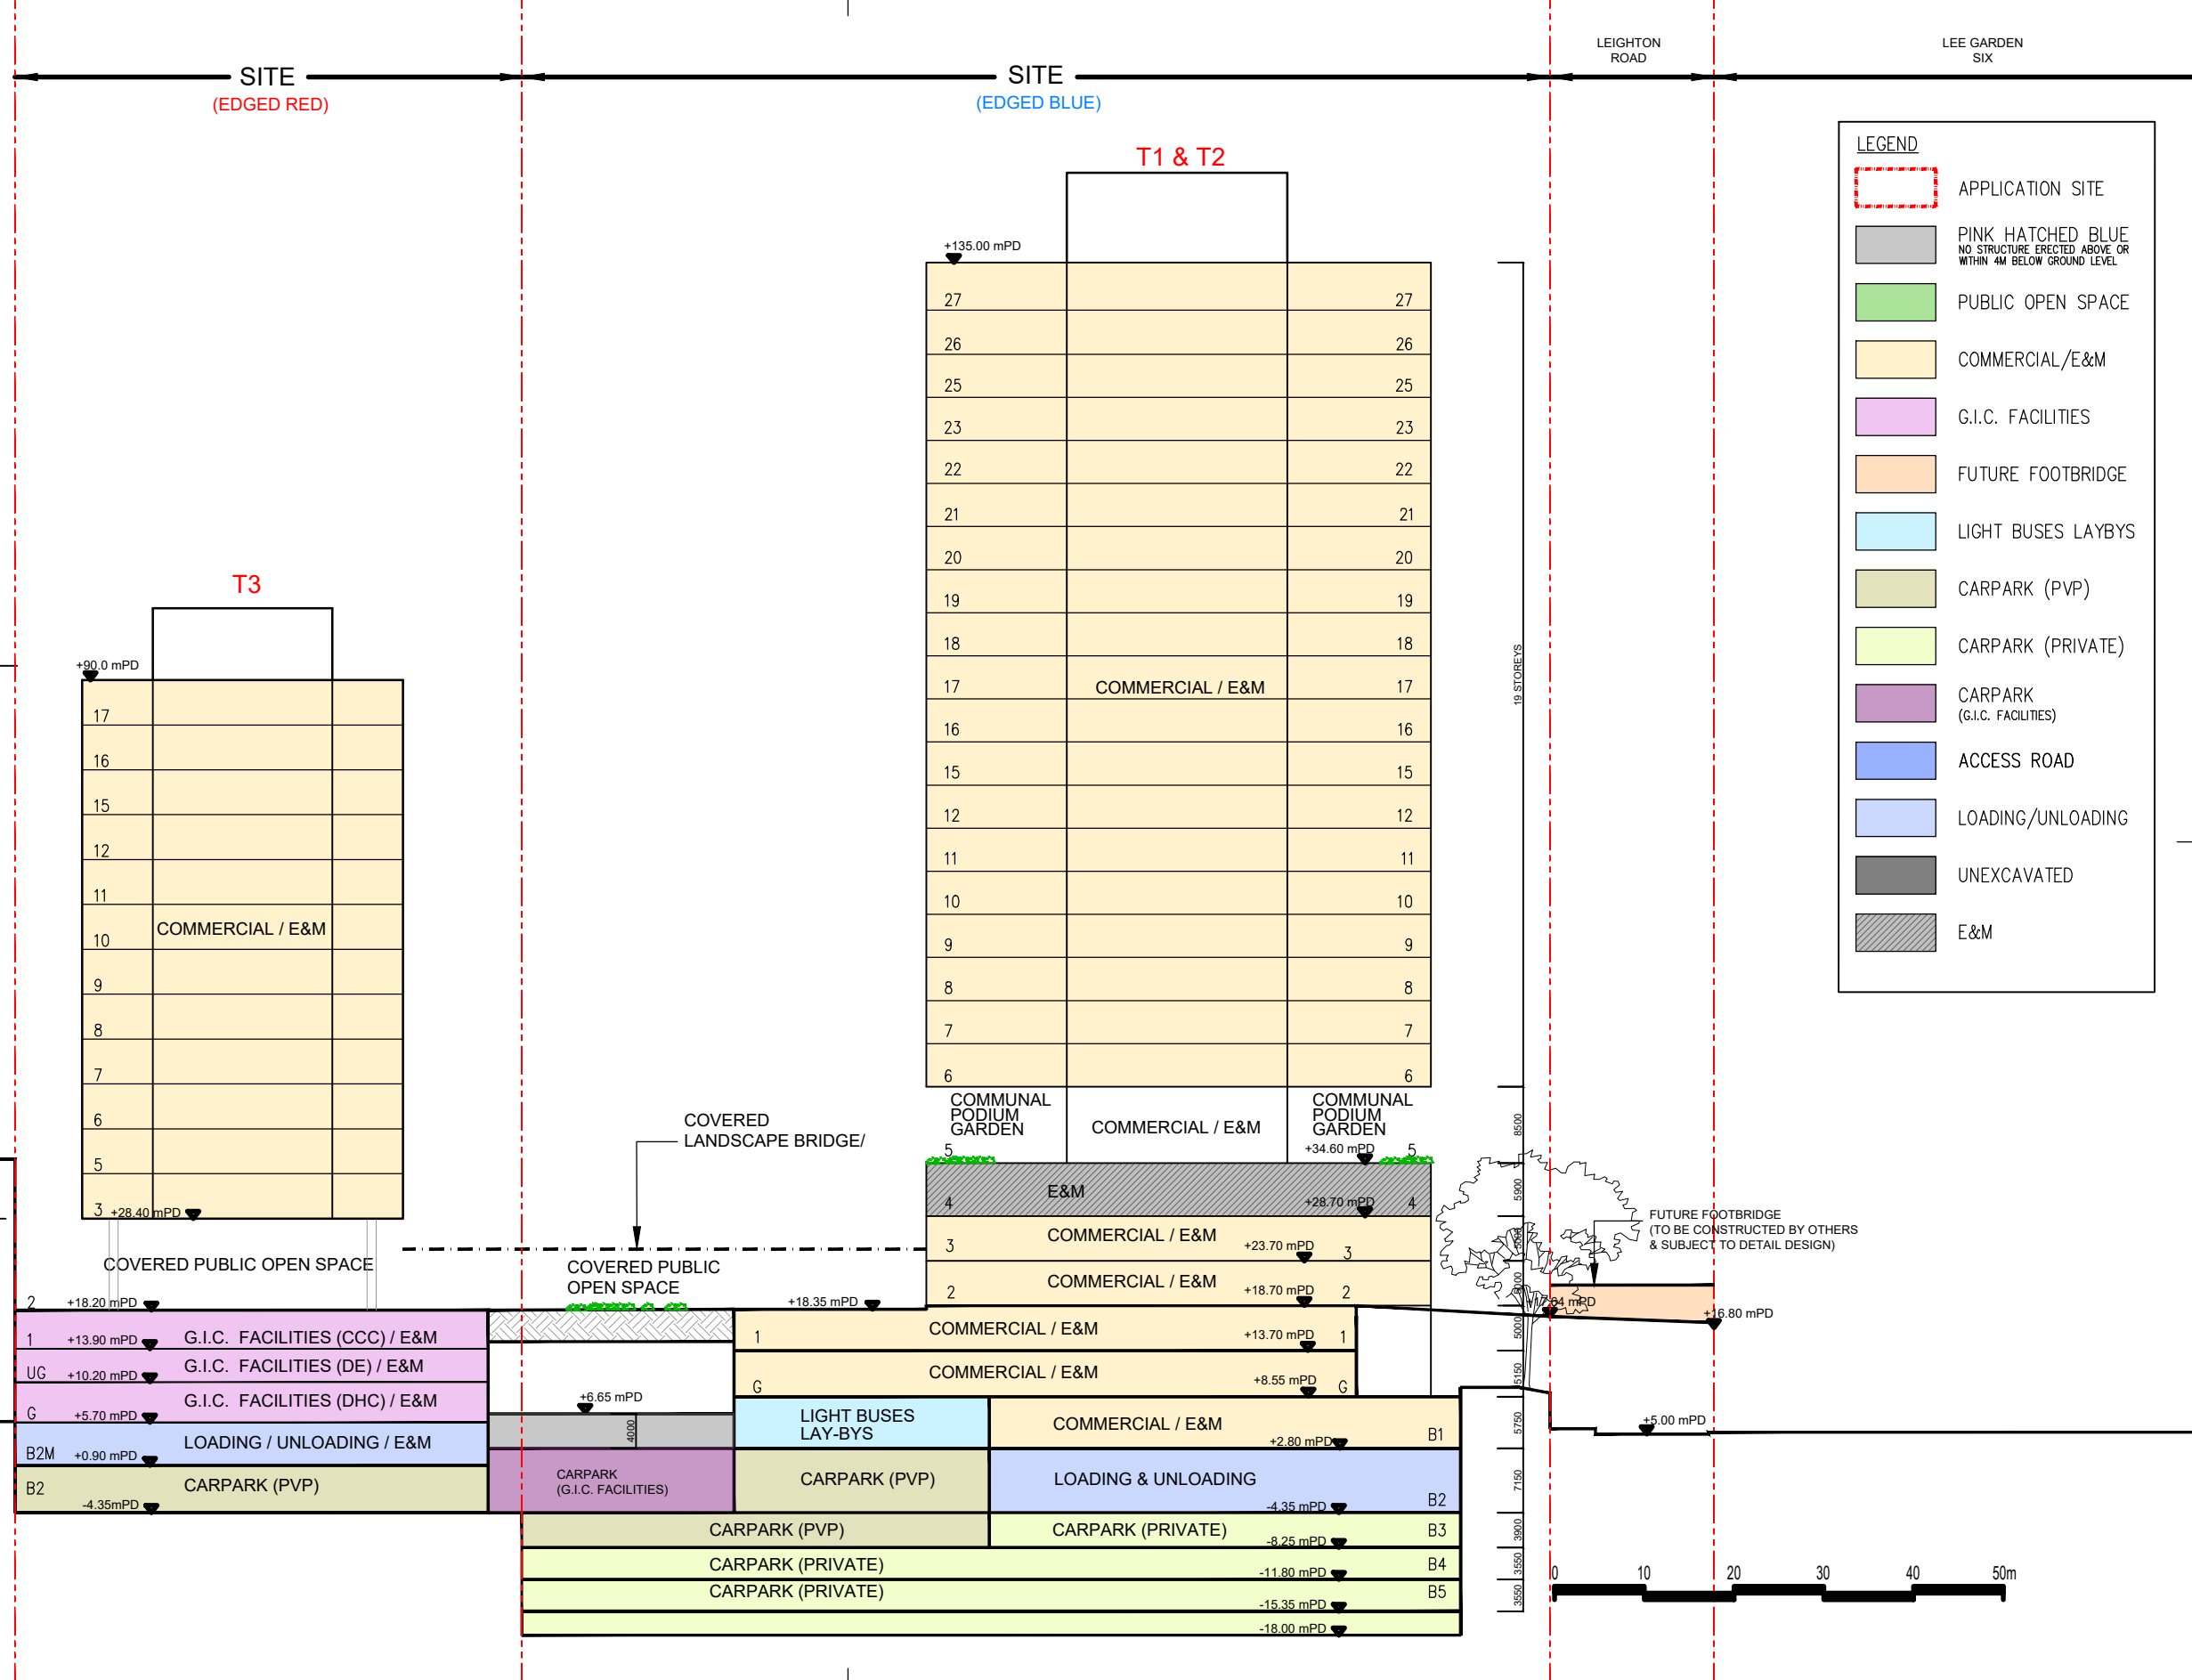 SITE
(EDGED RED)
SITE
(EDGED BLUE)
LEIGHTON
ROAD
LEE GARDEN
SIX
LEGEND
APPLICATION SITE
PINK HATCHED BLUE
NO STRUCTURE ERECTED ABOVE OR
WITHIN 4M BELOW GROUND LEVEL
PUBLIC OPEN SPACE
COMMERCIAL/E&M
G.I.C. FACILITIES
FUTURE FOOTBRIDGE
LIGHT BUSES LAYBYS
CARPARK (PVP)
CARPARK (PRIVATE)
CARPARK
(G.I.C. FACILITIES)
ACCESS ROAD
LOADING/UNLOADING
UNEXCAVATED
E&M
T1 & T2
+135.00 mPD
27 27
26 26
25 25
23 23
22 22
21 21
20 20
19 19
18 18
17 COMMERCIAL / E&M 17
16 16
15 15
12 12
11 11
10 10
9 9
8 8
7 7
6 6
19 STOREYS
COMMUNAL
PODIUM
GARDEN
COMMERCIAL / E&M
COMMUNAL
PODIUM
GARDEN
5 +34.60 mPD 5
4 E&M +28.70 mPD 4
3 COMMERCIAL / E&M +23.70 mPD 3
2 COMMERCIAL / E&M +18.70 mPD 2
+18.35 mPD
1 COMMERCIAL / E&M +13.70 mPD 1
G COMMERCIAL / E&M +8.55 mPD G
LIGHT BUSES
LAY-BYS
COMMERCIAL / E&M +2.80 mPD B1
CARPARK (PVP)
LOADING & UNLOADING -4.35 mPD B2
CARPARK (PVP)
CARPARK (PRIVATE) -8.25 mPD B3
CARPARK (PRIVATE) -11.80 mPD B4
CARPARK (PRIVATE) -15.35 mPD B5
-18.00 mPD
8500
5900
5000
5150
5750
7150
3900
3550
3550
T3
+90.0 mPD
17
16
15
12
11
10 COMMERCIAL / E&M
9
8
7
6
5
3 +28.40 mPD
COVERED PUBLIC OPEN SPACE
2 +18.20 mPD
1 +13.90 mPD G.I.C. FACILITIES (CCC) / E&M
UG +10.20 mPD G.I.C. FACILITIES (DE) / E&M
G +5.70 mPD G.I.C. FACILITIES (DHC) / E&M
B2M +0.90 mPD LOADING / UNLOADING / E&M
B2 -4.35mPD CARPARK (PVP)
COVERED
LANDSCAPE BRIDGE/
COVERED PUBLIC
OPEN SPACE
+6.65 mPD
4000
CARPARK
(G.I.C. FACILITIES)
FUTURE FOOTBRIDGE
(TO BE CONSTRUCTED BY OTHERS
& SUBJECT TO DETAIL DESIGN)
+16.80 mPD
+5.00 mPD
0 10 20 30 40 50m